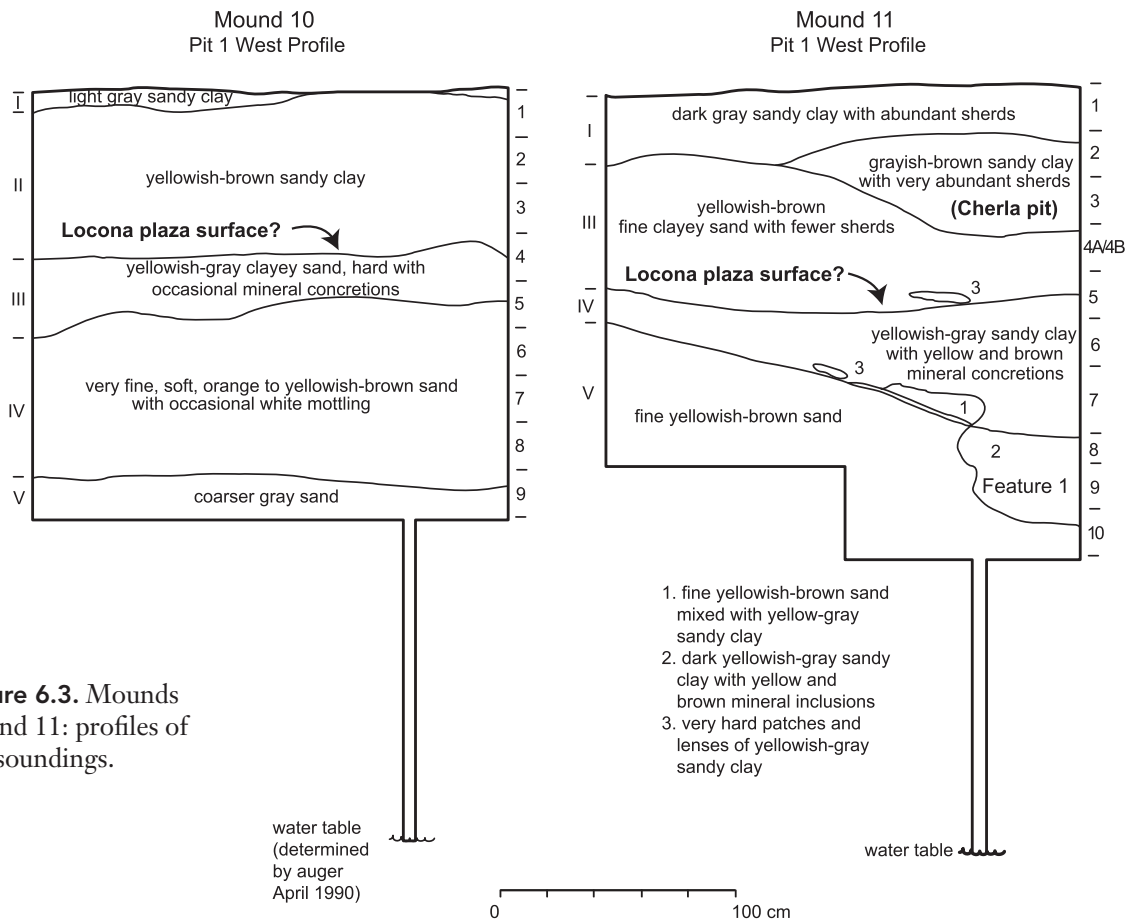 Mound 10
Pit 1 West Profile
I
light gray sandy clay
1
2
II
yellowish-brown sandy clay
3
Locona plaza surface?
4
yellowish-gray clayey sand, hard with
occasional mineral concretions
III
5
6
very fine, soft, orange to yellowish-brown sand
with occasional white mottling
IV
7
8
V
coarser gray sand
9
water table
(determined
by auger
April 1990)
Mound 11
Pit 1 West Profile
I
dark gray sandy clay with abundant sherds
1
2
grayish-brown sandy clay
with very abundant sherds
(Cherla pit)
3
III
yellowish-brown
fine clayey sand with fewer sherds
4A/4B
Locona plaza surface?
3
5
IV
yellowish-gray sandy clay
with yellow and brown
mineral concretions
6
3
7
V
fine yellowish-brown sand
1
2
8
Feature 1
9
10
1. fine yellowish-brown sand
mixed with yellow-gray
sandy clay
2. dark yellowish-gray sandy
clay with yellow and
brown mineral inclusions
3. very hard patches and
lenses of yellowish-gray
sandy clay
water table
0
100 cm
ure 6.3. Mounds
nd 11: profiles of
soundings.